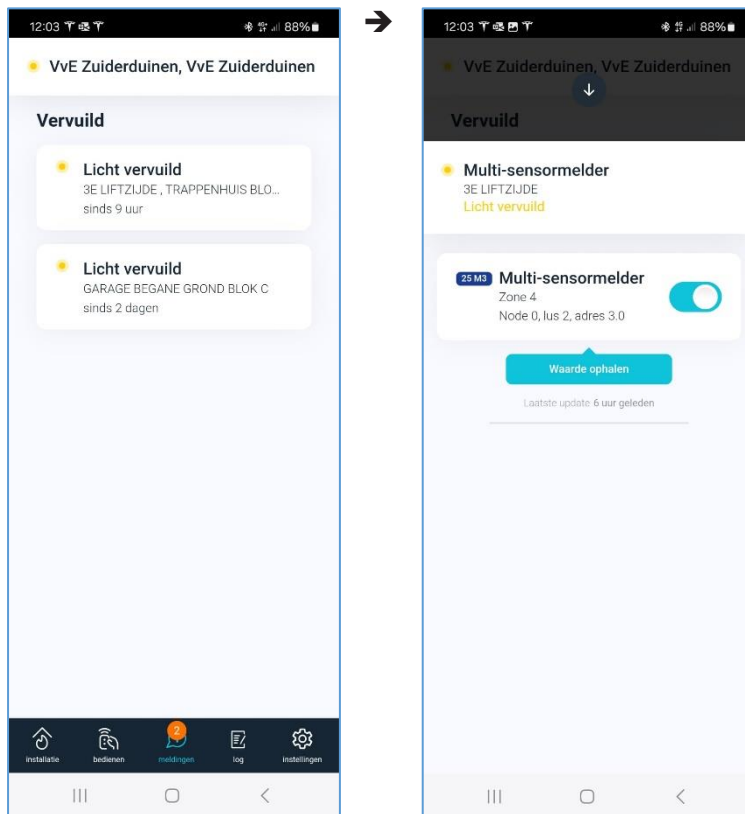 12:03 88%
VvE Zuiderduinen, VvE Zuiderduinen
Vervuild
Licht vervuild
3E LIFTZIJDE , TRAPPENHUIS BLO...
sinds 9 uur
Licht vervuild
GARAGE BEGANE GROND BLOK C
sinds 2 dagen
2
installatie bedienen meldingen log instellingen
12:03 88%
VvE Zuiderduinen, VvE Zuiderduinen
Vervuild
Multi-sensormelder
3E LIFTZIJDE
Licht vervuild
25 M3 Multi-sensormelder
Zone 4
Node 0, lus 2, adres 3.0
Waarde ophalen
Laatste update 6 uur geleden